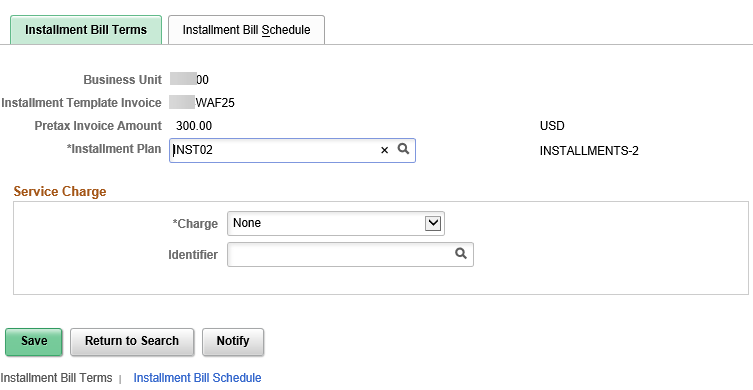 Installment Bill Terms Installment Bill Schedule
Business Unit 00
Installment Template Invoice WAF25
Pretax Invoice Amount 300.00 USD
*Installment Plan INST02 INSTALLMENTS-2
Service Charge
*Charge None
Identifier
Save Return to Search Notify
Installment Bill Terms | Installment Bill Schedule